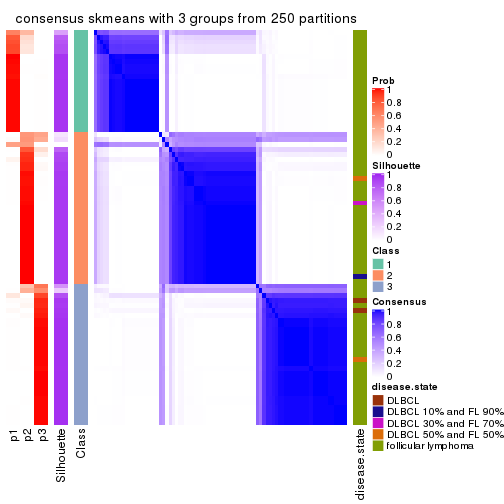 consensus skmeans with 3 groups from 250 partitions
Prob
1
0.8
0.6
0.4
0.2
0
Silhouette
1
0.8
0.6
0.4
0.2
0
Class
1
2
3
Consensus
1
0.8
0.6
0.4
0.2
0
disease.state
DLBCL
DLBCL 10% and FL 90%
DLBCL 30% and FL 70%
DLBCL 50% and FL 50%
follicular lymphoma
p1
p2
p3
Silhouette
Class
disease.state